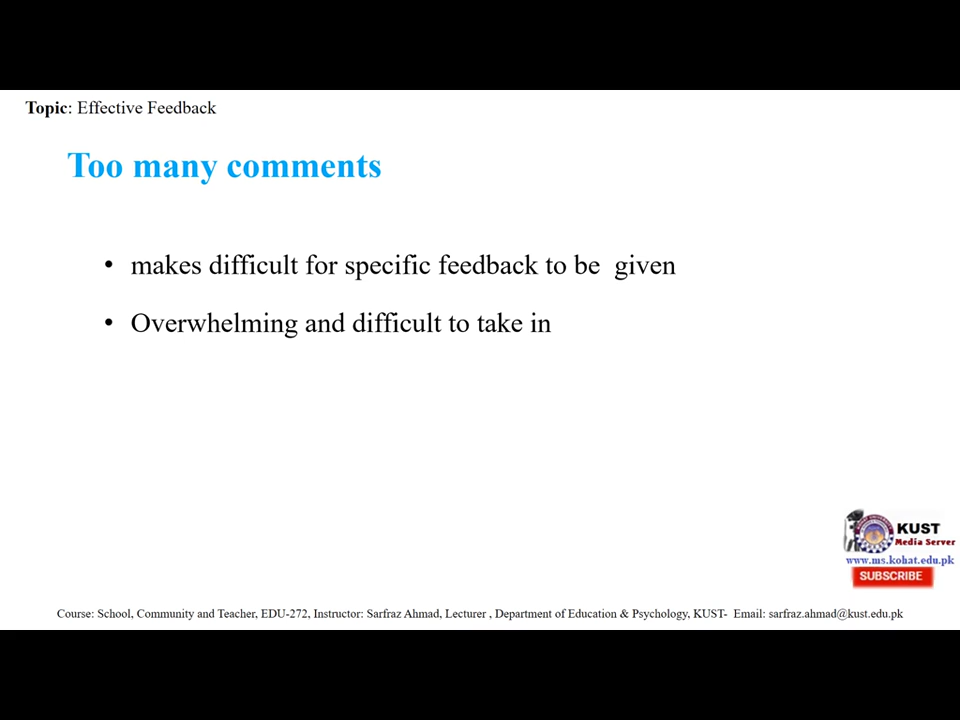 Topic: Effective Feedback
Too many comments
• makes difficult for specific feedback to be  given
• Overwhelming and difficult to take in
KUST
Media Server
www.ms.kohat.edu.pk
SUBSCRIBE
Course: School, Community and Teacher, EDU-272, Instructor: Sarfraz Ahmad, Lecturer , Department of Education & Psychology, KUST-  Email: sarfraz.ahmad@kust.edu.pk